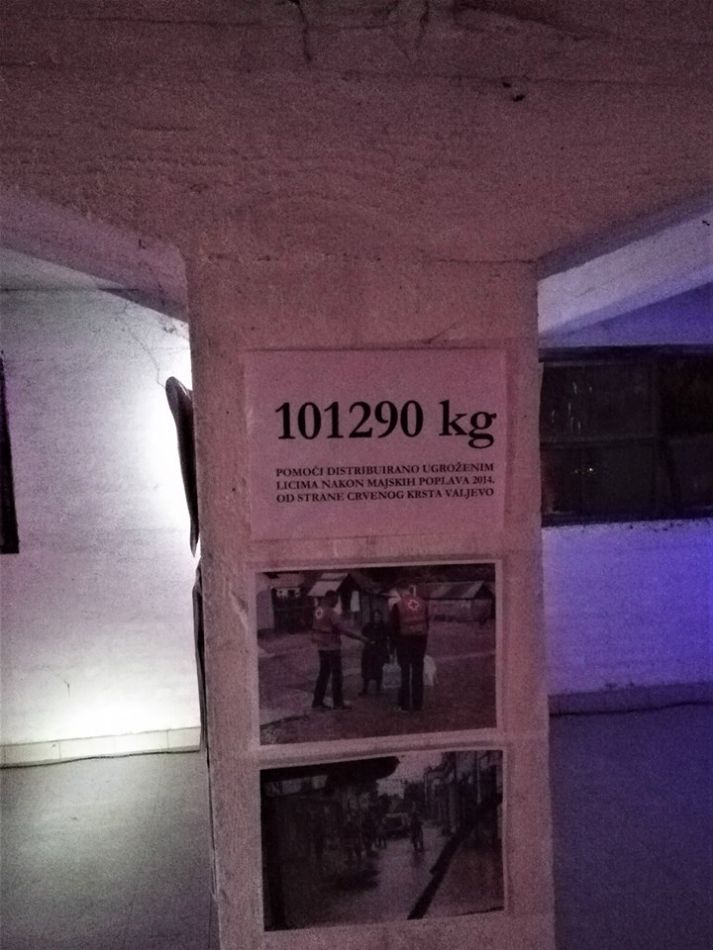 101290 kg
POMOĆI DISTRIBUIRANO UGROŽENIM
LICIMA NAKON MAJSKIH POPLAVA 2014.
OD STRANE CRVENOG KRSTA VALJEVO